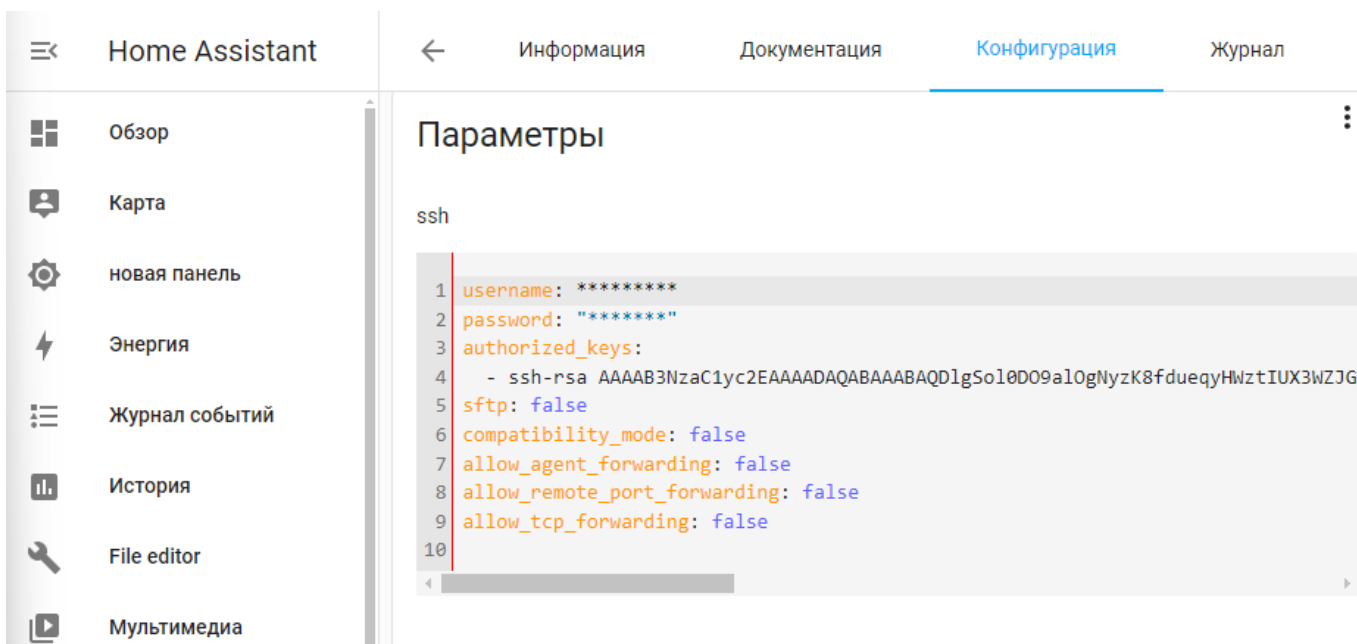 Home Assistant
Информация Документация Конфигурация Журнал
Обзор
Карта
новая панель
Энергия
Журнал событий
История
File editor
Мультимедиа
Параметры
ssh
1 username: *********
2 password: "*******"
3 authorized_keys:
4 - ssh-rsa AAAAB3NzaC1yc2EAAAADAQABAAABAQDlgSol0DO9alOgNyzK8fdueqyHWztIUX3WZJG
5 sftp: false
6 compatibility_mode: false
7 allow_agent_forwarding: false
8 allow_remote_port_forwarding: false
9 allow_tcp_forwarding: false
10